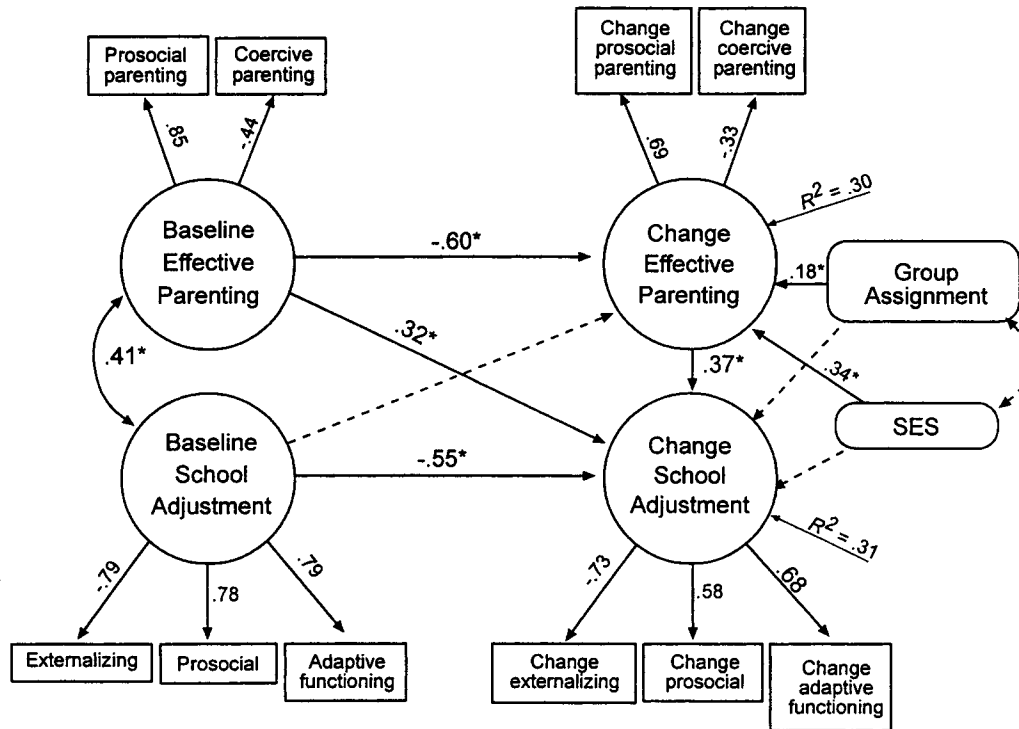 Prosocial
parenting
Coercive
parenting
Change
prosocial
parenting
Change
coercive
parenting
.85
-.44
.69
-.33
R² = .30
Baseline
Effective
Parenting
-.60*
Change
Effective
Parenting
.18*
Group
Assignment
.32*
.41*
.37*
.34*
SES
Baseline
School
Adjustment
-.55*
Change
School
Adjustment
R² = .31
-.79
.78
.79
-.73
.58
.68
Externalizing
Prosocial
Adaptive
functioning
Change
externalizing
Change
prosocial
Change
adaptive
functioning